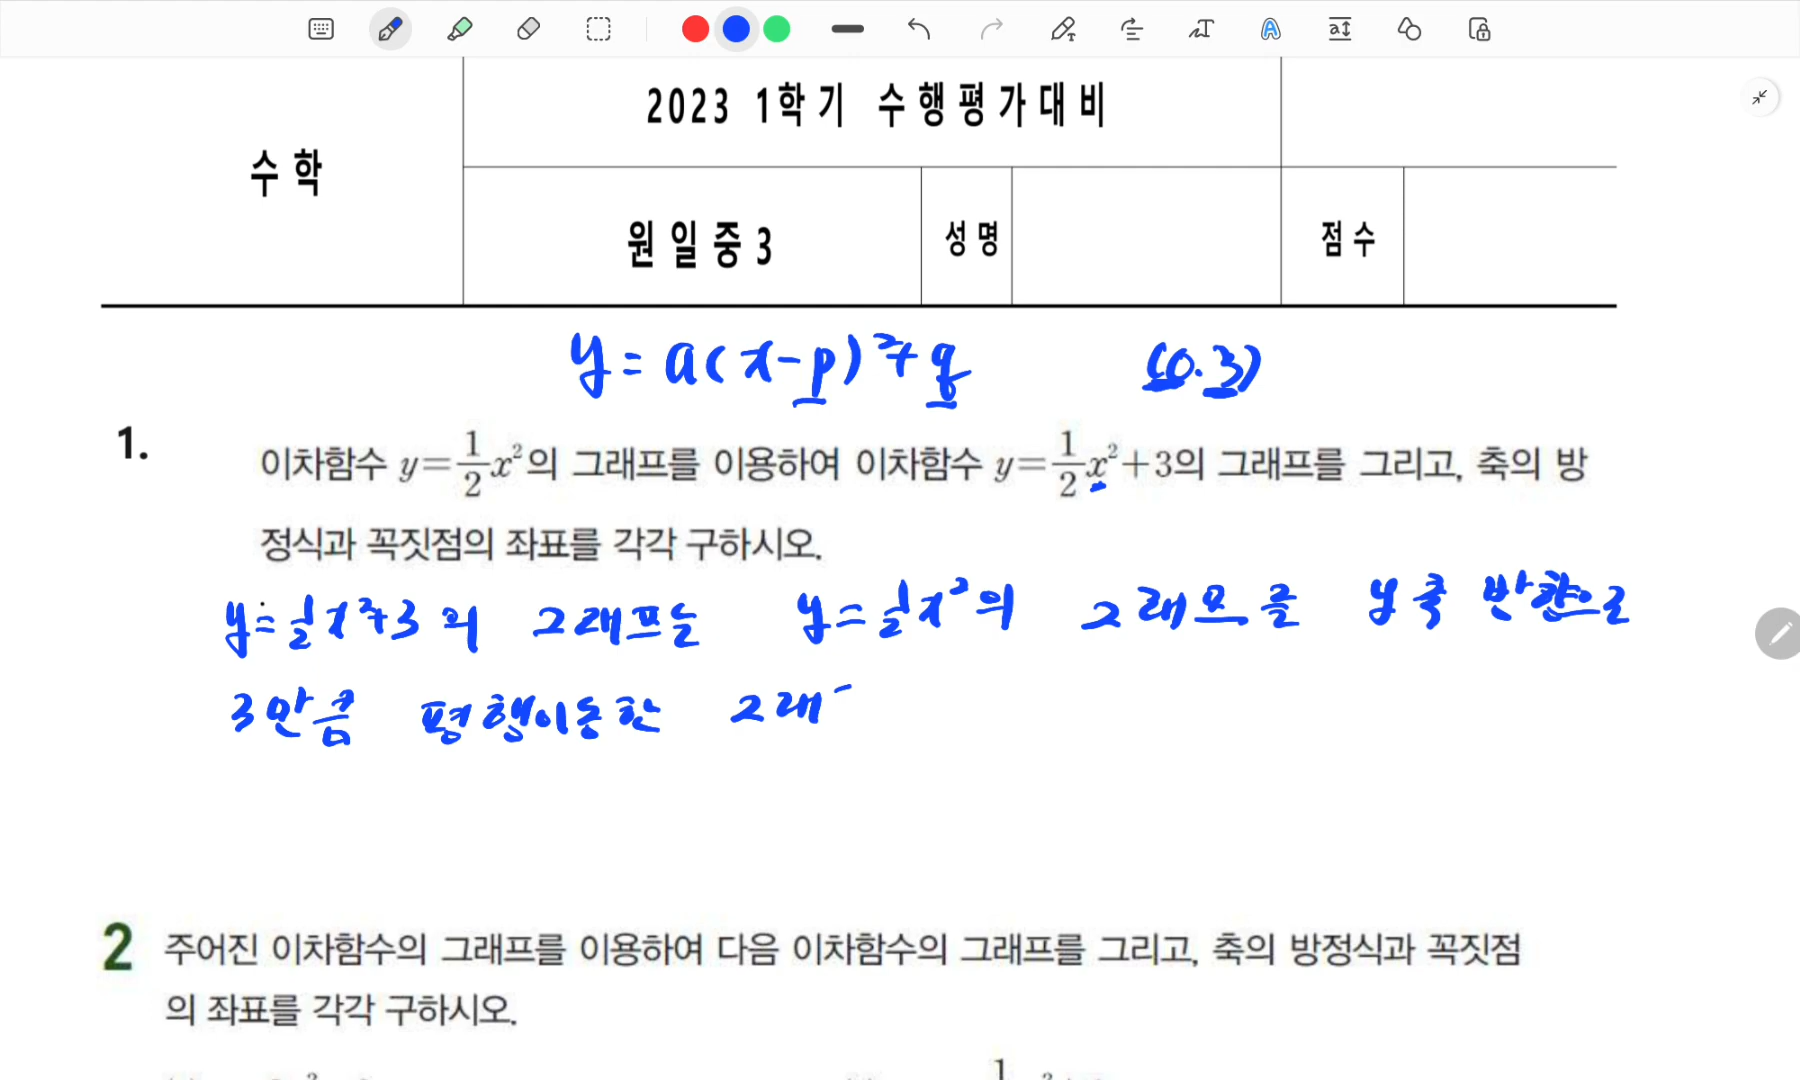 2023 1학기 수행평가대비
수학
원일중3 성명 점수
y = a(x-p)²+q (0.3)
1. 이차함수 y=1/2x²의 그래프를 이용하여 이차함수 y=1/2x²+3의 그래프를 그리고, 축의 방
정식과 꼭짓점의 좌표를 각각 구하시오.
y=1/2x²+3의 그래프는 y=1/2x²의 그래프를 y축 방향으로
3만큼 평행이동한 그래
2 주어진 이차함수의 그래프를 이용하여 다음 이차함수의 그래프를 그리고, 축의 방정식과 꼭짓점
의 좌표를 각각 구하시오.